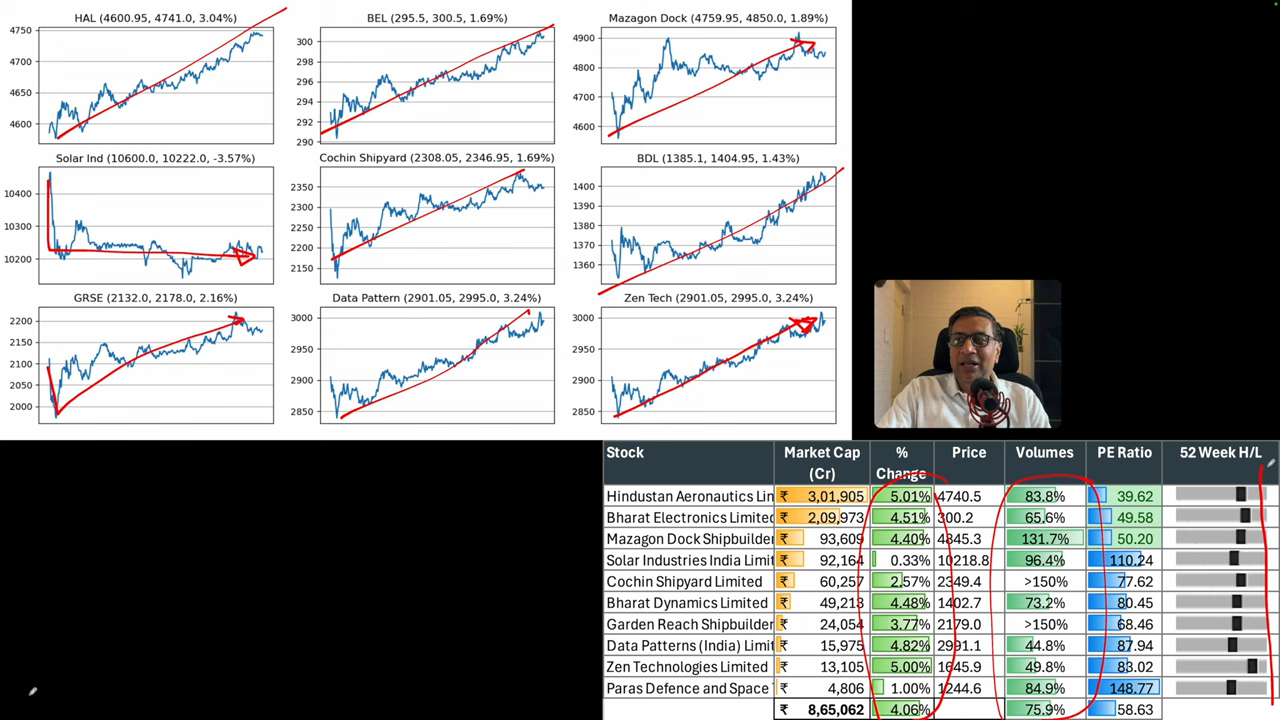 HAL (4600.95, 4741.0, 3.04%)
4750
4700
4650
4600
BEL (295.5, 300.5, 1.69%)
300
298
296
294
292
290
Mazagon Dock (4759.95, 4850.0, 1.89%)
4900
4800
4700
4600
Solar Ind (10600.0, 10222.0, -3.57%)
10400
10300
10200
Cochin Shipyard (2308.05, 2346.95, 1.69%)
2350
2300
2250
2200
2150
BDL (1385.1, 1404.95, 1.43%)
1400
1390
1380
1370
1360
GRSE (2132.0, 2178.0, 2.16%)
2200
2150
2100
2050
2000
Data Pattern (2901.05, 2995.0, 3.24%)
3000
2950
2900
2850
Zen Tech (2901.05, 2995.0, 3.24%)
3000
2950
2900
2850
Stock Market Cap (Cr) % Change Price Volumes PE Ratio 52 Week H/L
Hindustan Aeronautics Lin ₹ 3,01,905 5.01% 4740.5 83.8% 39.62
Bharat Electronics Limited ₹ 2,09,973 4.51% 300.2 65.6% 49.58
Mazagon Dock Shipbuilder ₹ 93,609 4.40% 4845.3 131.7% 50.20
Solar Industries India Limit ₹ 92,164 0.33% 10218.8 96.4% 110.24
Cochin Shipyard Limited ₹ 60,257 2.57% 2349.4 >150% 77.62
Bharat Dynamics Limited ₹ 49,213 4.48% 1402.7 73.2% 80.45
Garden Reach Shipbuilder ₹ 24,054 3.77% 2179.0 >150% 68.46
Data Patterns (India) Limit ₹ 15,975 4.82% 2991.1 44.8% 87.94
Zen Technologies Limited ₹ 13,105 5.00% 1645.9 49.8% 83.02
Paras Defence and Space ₹ 4,806 1.00% 1244.6 84.9% 148.77
₹ 8,65,062 4.06% 75.9% 58.63